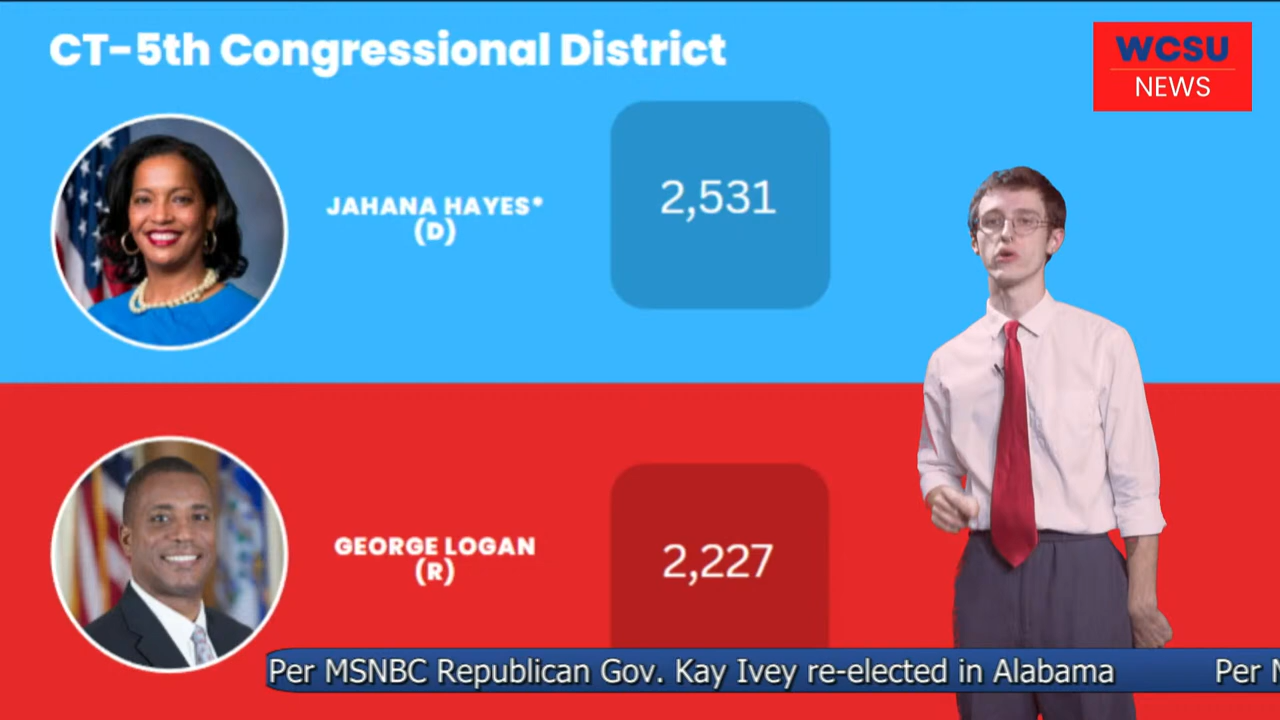 CT-5th Congressional District
WCSU
NEWS
JAHANA HAYES*
(D)
2,531
GEORGE LOGAN
(R)
2,227
Per MSNBC Republican Gov. Kay Ivey re-elected in Alabama
Per